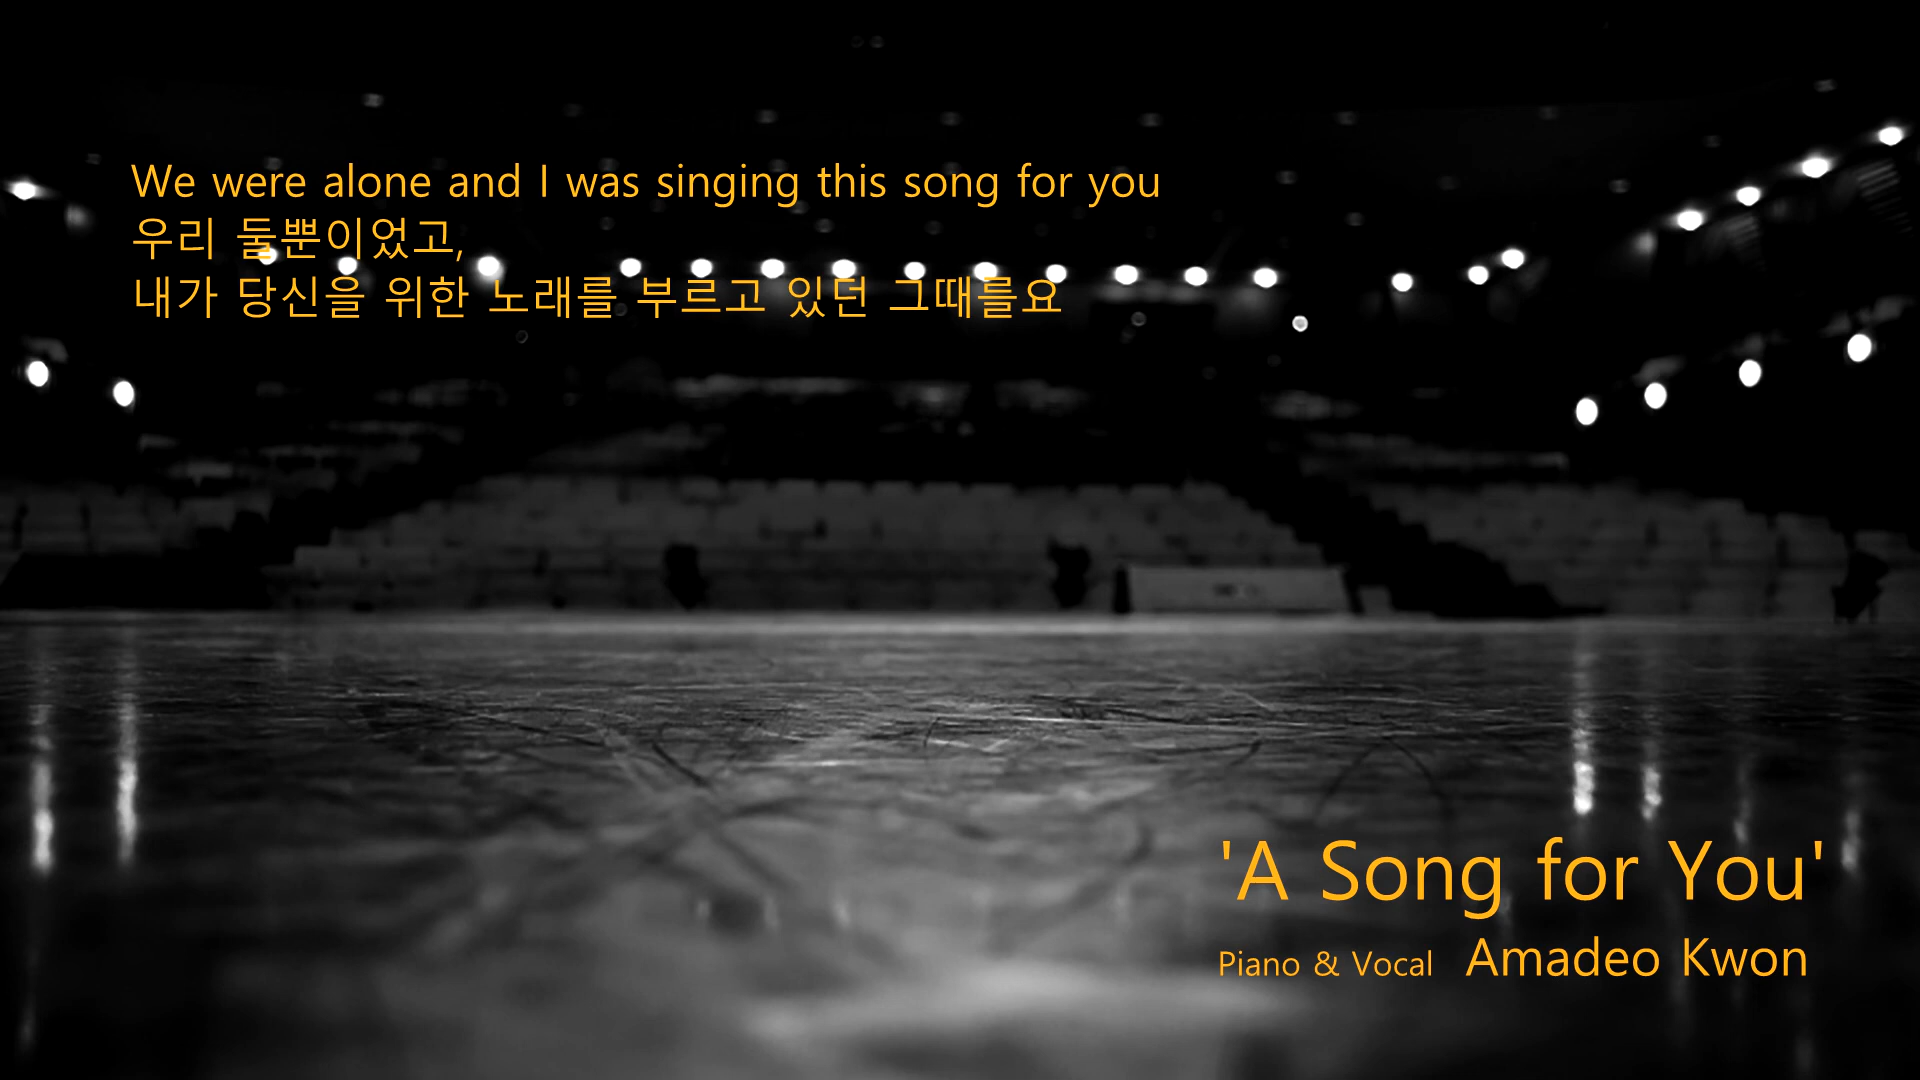 We were alone and I was singing this song for you
우리 둘뿐이었고,
내가 당신을 위한 노래를 부르고 있던 그때를요
'A Song for You'
Piano & Vocal Amadeo Kwon